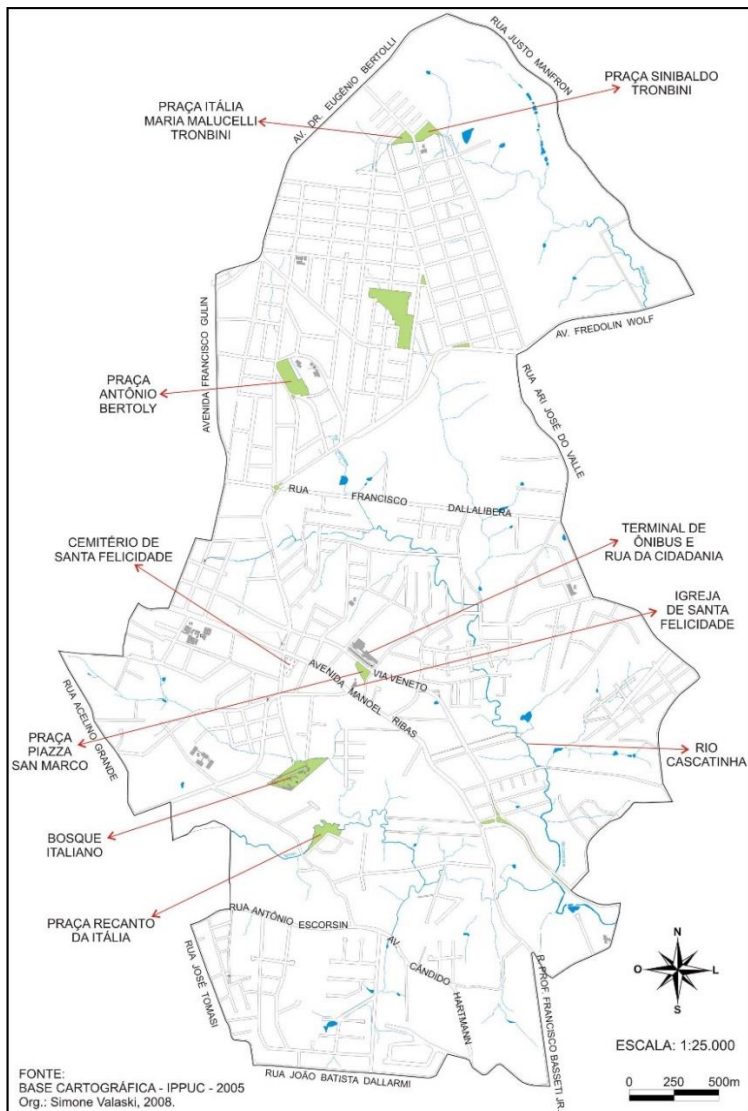 RUA JUSTO MANFRON
AV. DR. EUGÊNIO BERTOLLI
PRAÇA SINIBALDO
TRONBINI
PRAÇA ITÁLIA
MARIA MALUCELLI
TRONBINI
AVENIDA FRANCISCO GULIN
AV. FREDOLIN WOLF
PRAÇA
ANTÔNIO
BERTOLY
RUA ARI JOSÉ DO VALLE
RUA FRANCISCO DALLALIBERA
CEMITÉRIO DE
SANTA FELICIDADE
TERMINAL DE
ÔNIBUS E
RUA DA CIDADANIA
IGREJA
DE SANTA
FELICIDADE
RUA ACELINO GRANDE
AVENIDA MANOEL RIBAS
VIA VENETO
PRAÇA
PIAZZA
SAN MARCO
RIO
CASCATINHA
BOSQUE
ITALIANO
PRAÇA RECANTO
DA ITÁLIA
RUA ANTÔNIO ESCORSIN
RUA JOSÉ TOMASI
AV. CÂNDIDO HARTMANN
R. PROF. FRANCISCO BASSETI JR.
RUA JOÃO BATISTA DALLARMI
N
O
L
S
ESCALA: 1:25.000
0 250 500m
FONTE:
BASE CARTOGRÁFICA - IPPUC - 2005
Org.: Simone Valaski, 2008.